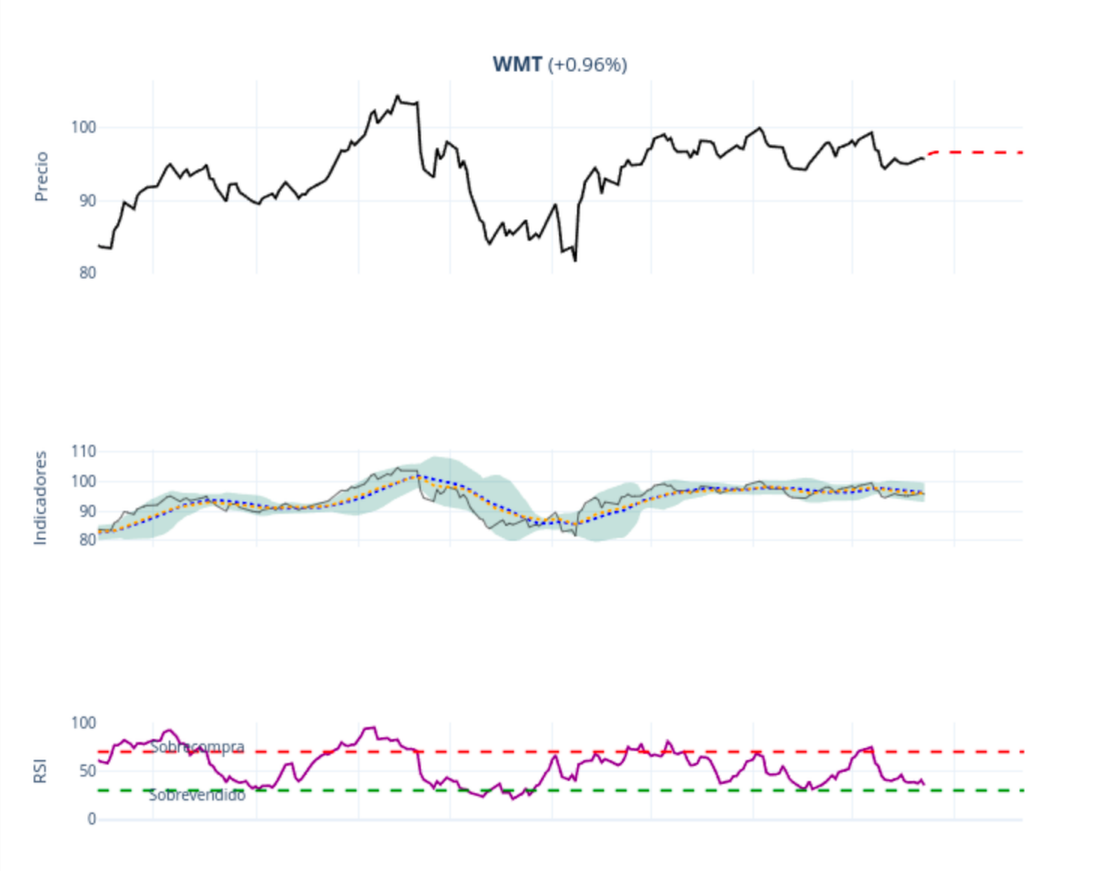 WMT (+0.96%)
Precio
100
90
80
Indicadores
110
100
90
80
RSI
100
50
0
Sobrecompra
Sobrevendido